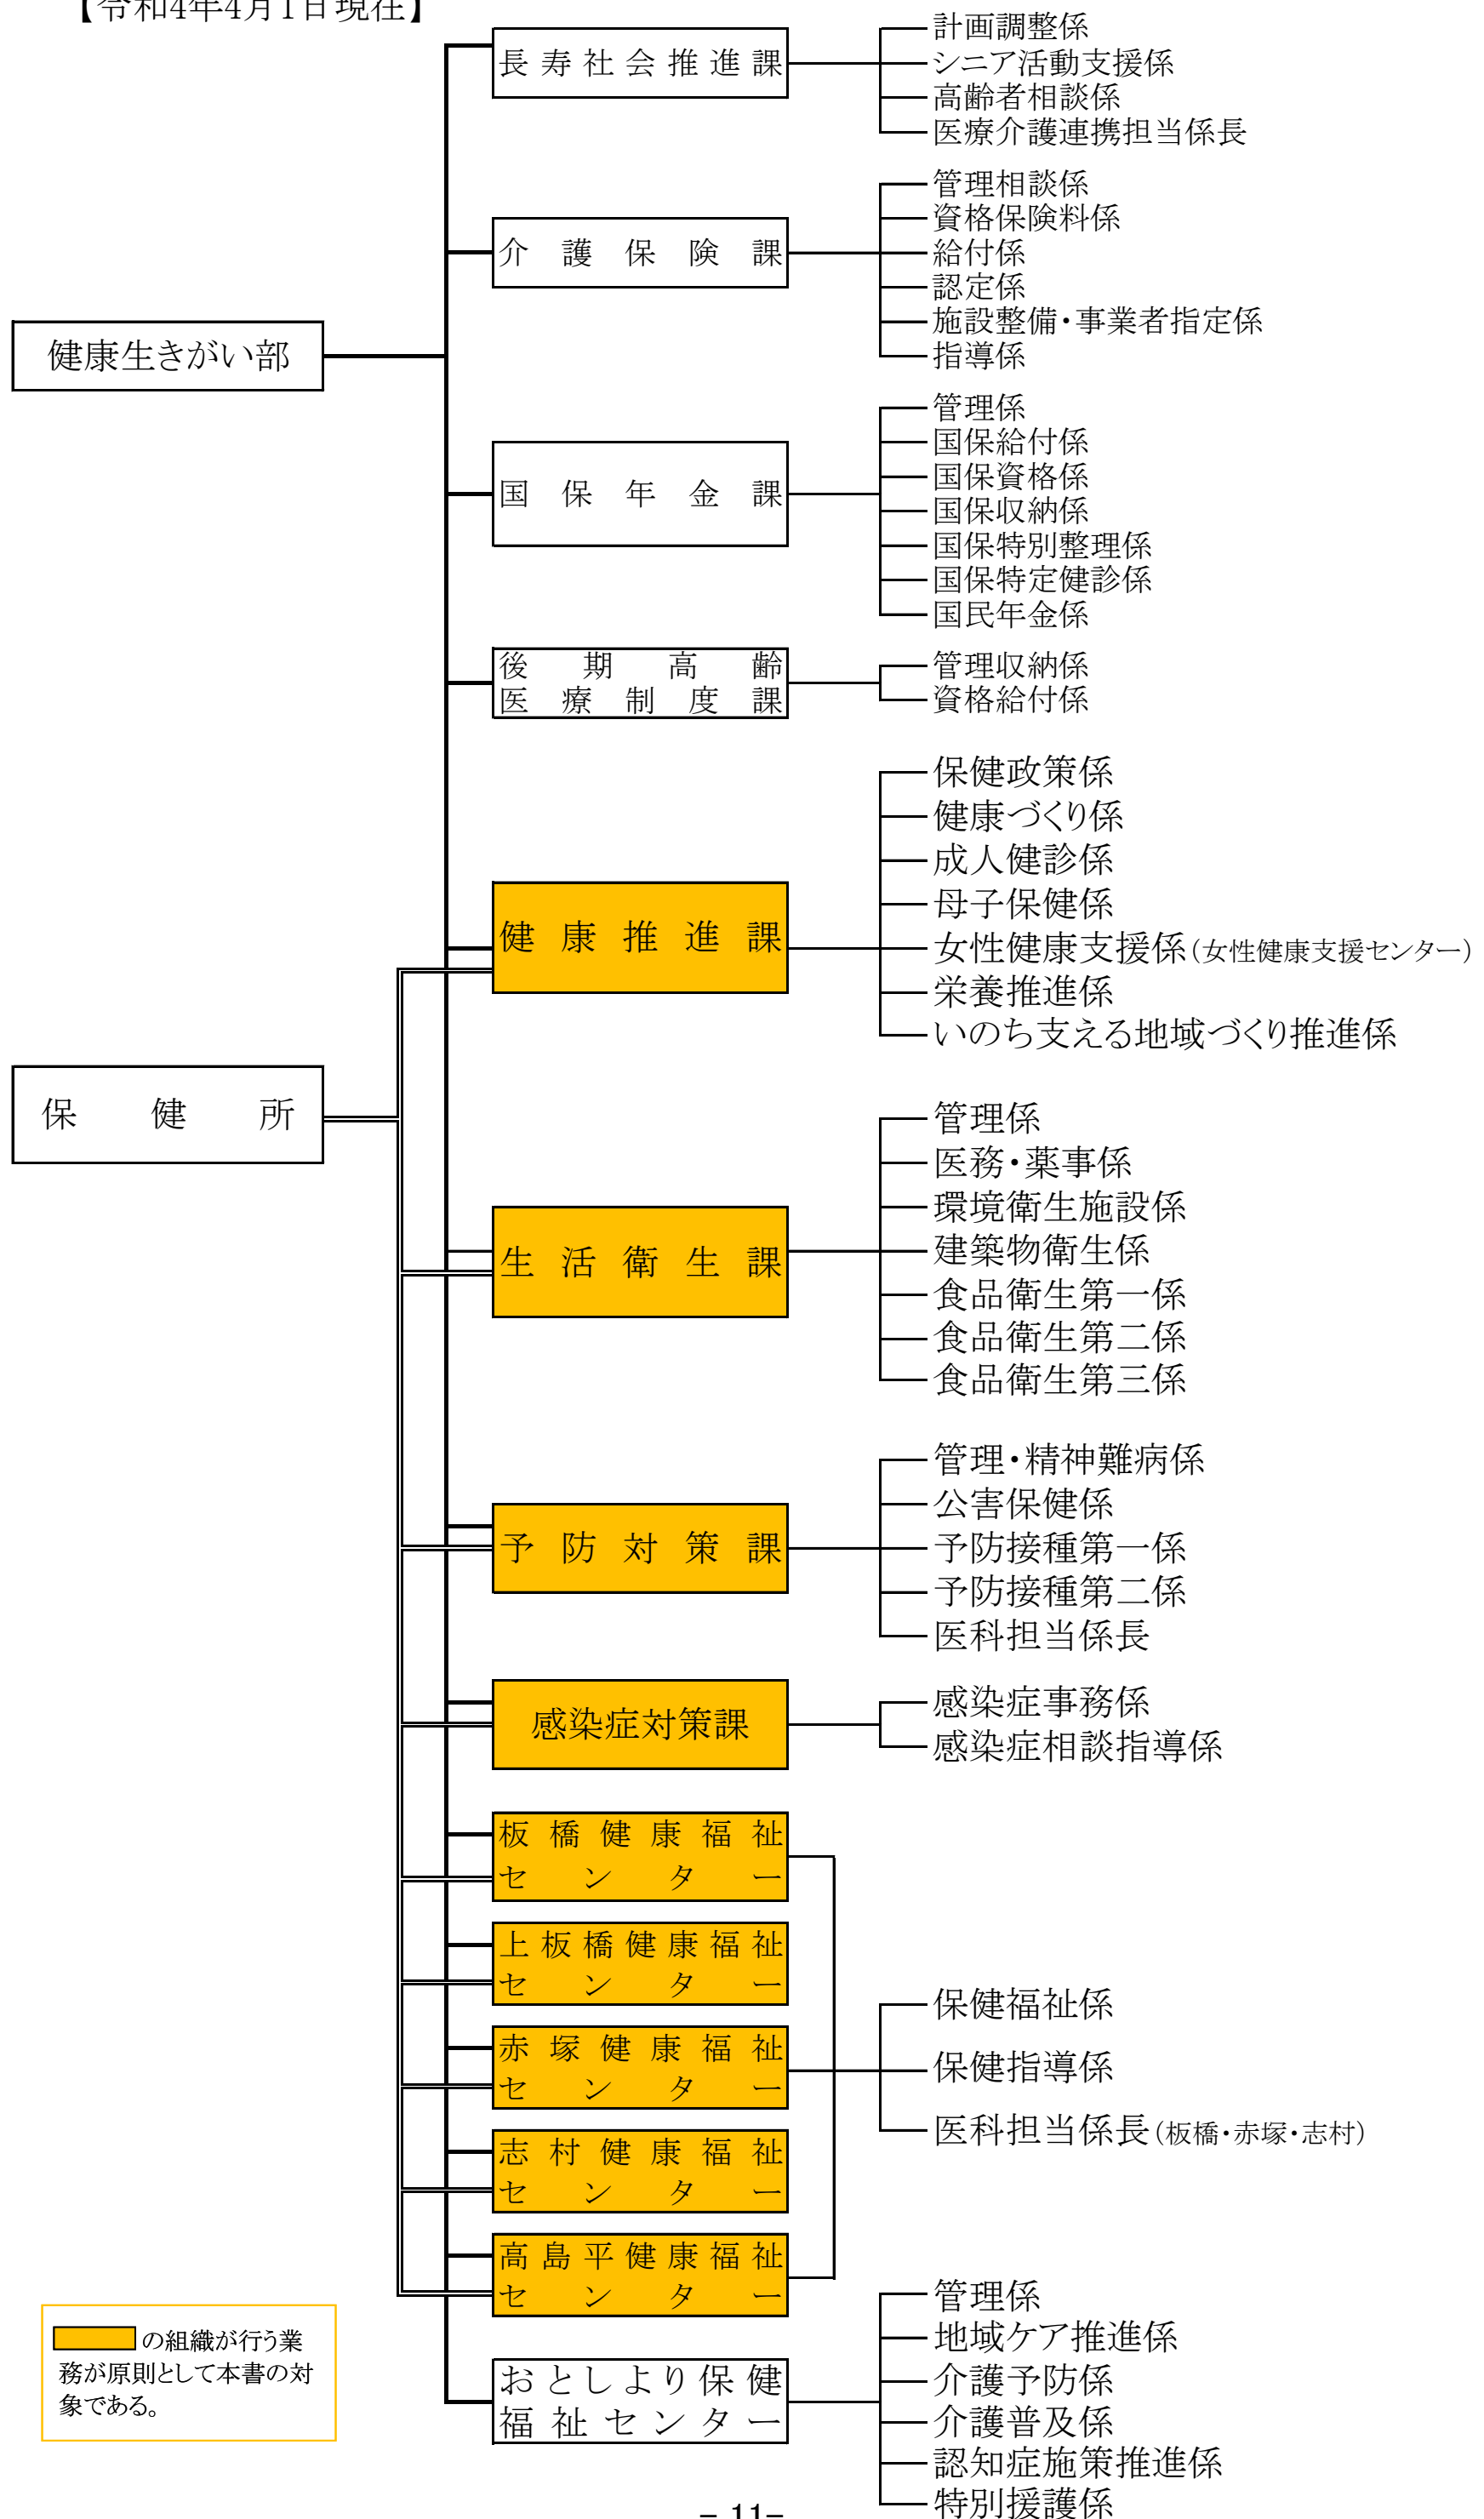 【令和4年4月1日現在】
長寿社会推進課
計画調整係
シニア活動支援係
高齢者相談係
医療介護連携担当係長
介護保険課
管理相談係
資格保険料係
給付係
認定係
施設整備・事業者指定係
指導係
健康生きがい部
国保年金課
管理係
国保給付係
国保資格係
国保収納係
国保特別整理係
国保特定健診係
国民年金係
後期高齢
医療制度課
管理収納係
資格給付係
健康推進課
保健政策係
健康づくり係
成人健診係
母子保健係
女性健康支援係(女性健康支援センター)
栄養推進係
いのち支える地域づくり推進係
保健所
生活衛生課
管理係
医務・薬事係
環境衛生施設係
建築物衛生係
食品衛生第一係
食品衛生第二係
食品衛生第三係
予防対策課
管理・精神難病係
公害保健係
予防接種第一係
予防接種第二係
医科担当係長
感染症対策課
感染症事務係
感染症相談指導係
板橋健康福祉
センター
上板橋健康福祉
センター
赤塚健康福祉
センター
志村健康福祉
センター
高島平健康福祉
センター
保健福祉係
保健指導係
医科担当係長(板橋・赤塚・志村)
おとしより保健
福祉センター
管理係
地域ケア推進係
介護予防係
介護普及係
認知症施策推進係
特別援護係
の組織が行う業
務が原則として本書の対
象である。
- 11-